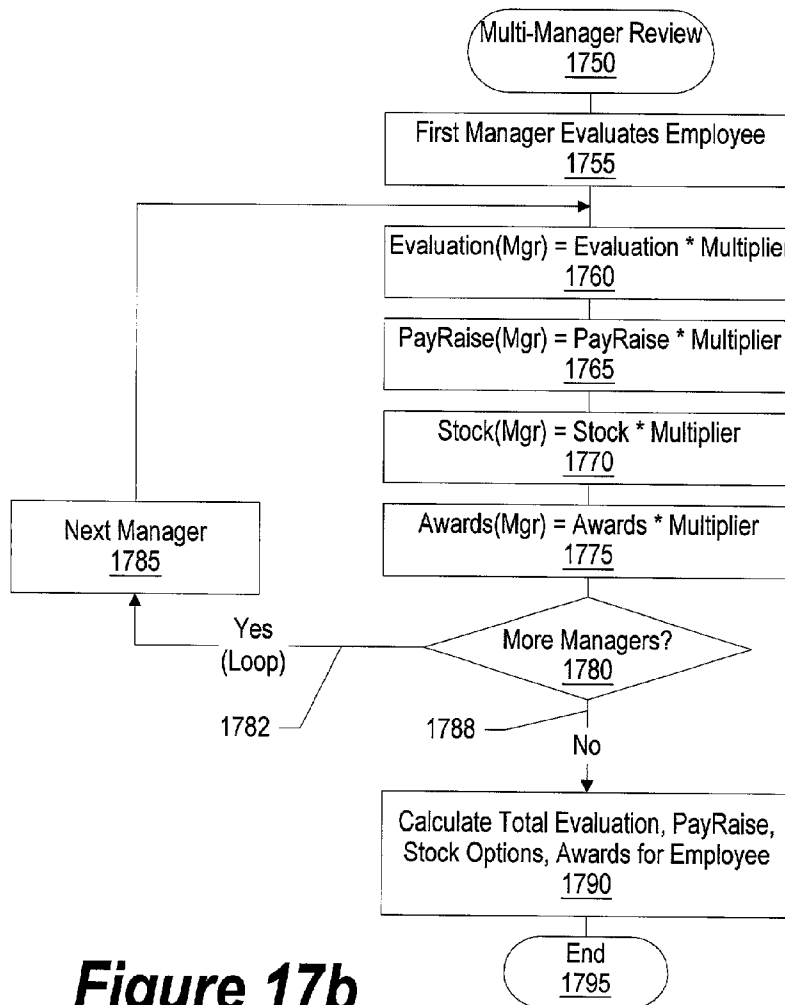 Multi-Manager Review
1750
First Manager Evaluates Employee
1755
Evaluation(Mgr) = Evaluation * Multiplier
1760
PayRaise(Mgr) = PayRaise * Multiplier
1765
Stock(Mgr) = Stock * Multiplier
1770
Awards(Mgr) = Awards * Multiplier
1775
Next Manager
1785
Yes
(Loop)
More Managers?
1780
1782
1788
No
Calculate Total Evaluation, PayRaise,
Stock Options, Awards for Employee
1790
End
1795
Figure 17b